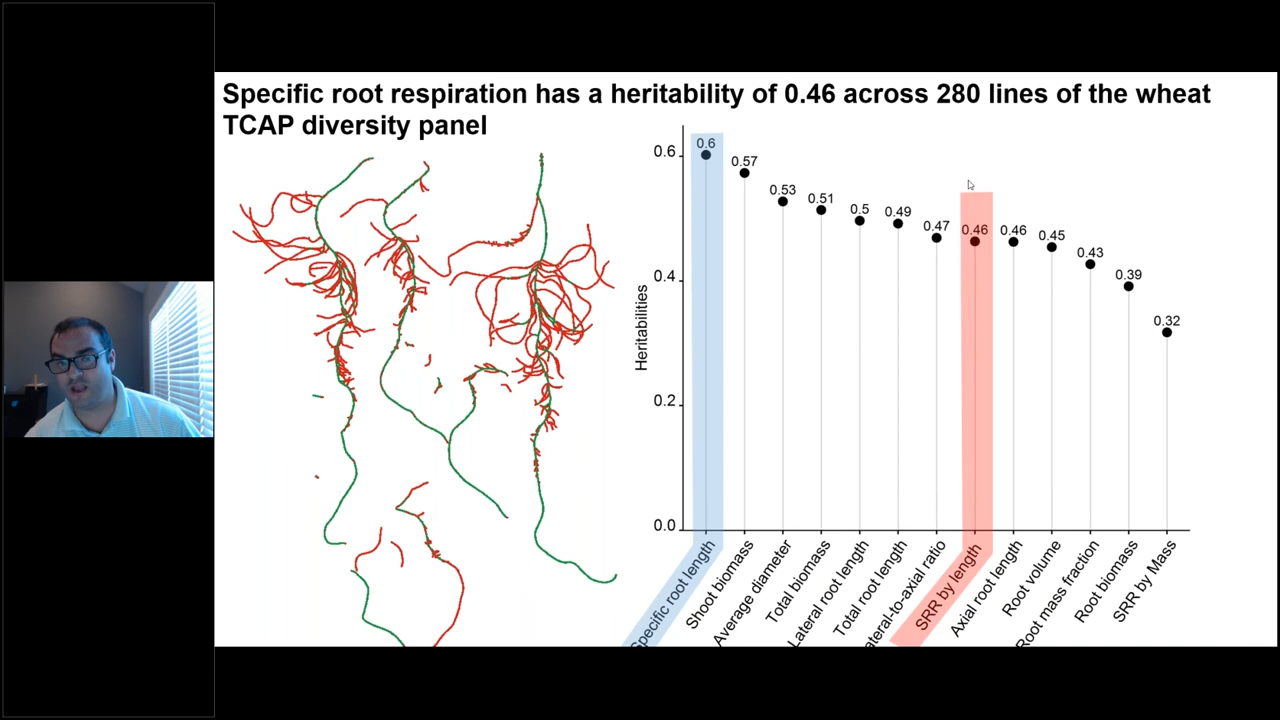 Specific root respiration has a heritability of 0.46 across 280 lines of the wheat
TCAP diversity panel
Heritabilities
0.6
0.4
0.2
0.0
0.6
0.57
0.53
0.51
0.5
0.49
0.47
0.46
0.46
0.45
0.43
0.39
0.32
Specific root length
Shoot biomass
Average diameter
Total biomass
Lateral root length
Total root length
ateral-to-axial ratio
SRR by length
Axial root length
Root volume
Root mass fraction
Root biomass
SRR by Mass